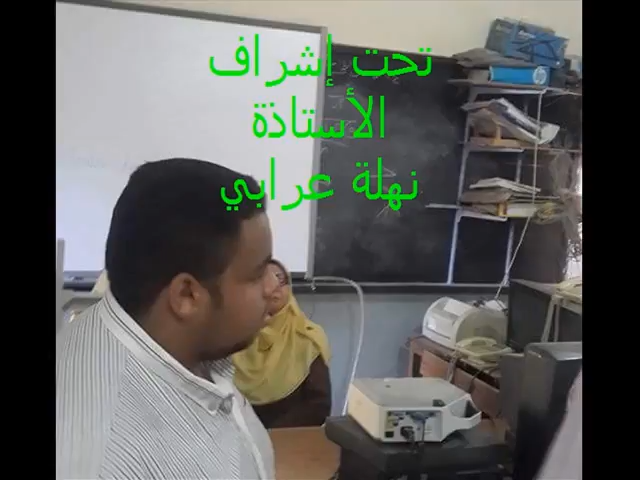 تحت إشراف
الأستاذة
نهلة عرابي